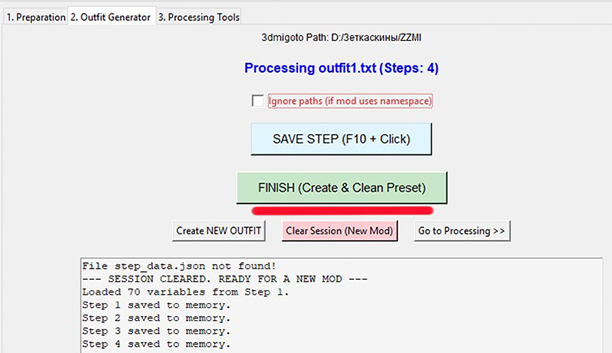 1. Preparation 2. Outfit Generator 3. Processing Tools
3dmigoto Path: D:/Зеткаскины/ZZMI
Processing outfit1.txt (Steps: 4)
Ignore paths (if mod uses namespace)
SAVE STEP (F10 + Click)
FINISH (Create & Clean Preset)
Create NEW OUTFIT Clear Session (New Mod) Go to Processing >>
File step_data.json not found!
--- SESSION CLEARED. READY FOR A NEW MOD ---
Loaded 70 variables from Step 1.
Step 1 saved to memory.
Step 2 saved to memory.
Step 3 saved to memory.
Step 4 saved to memory.